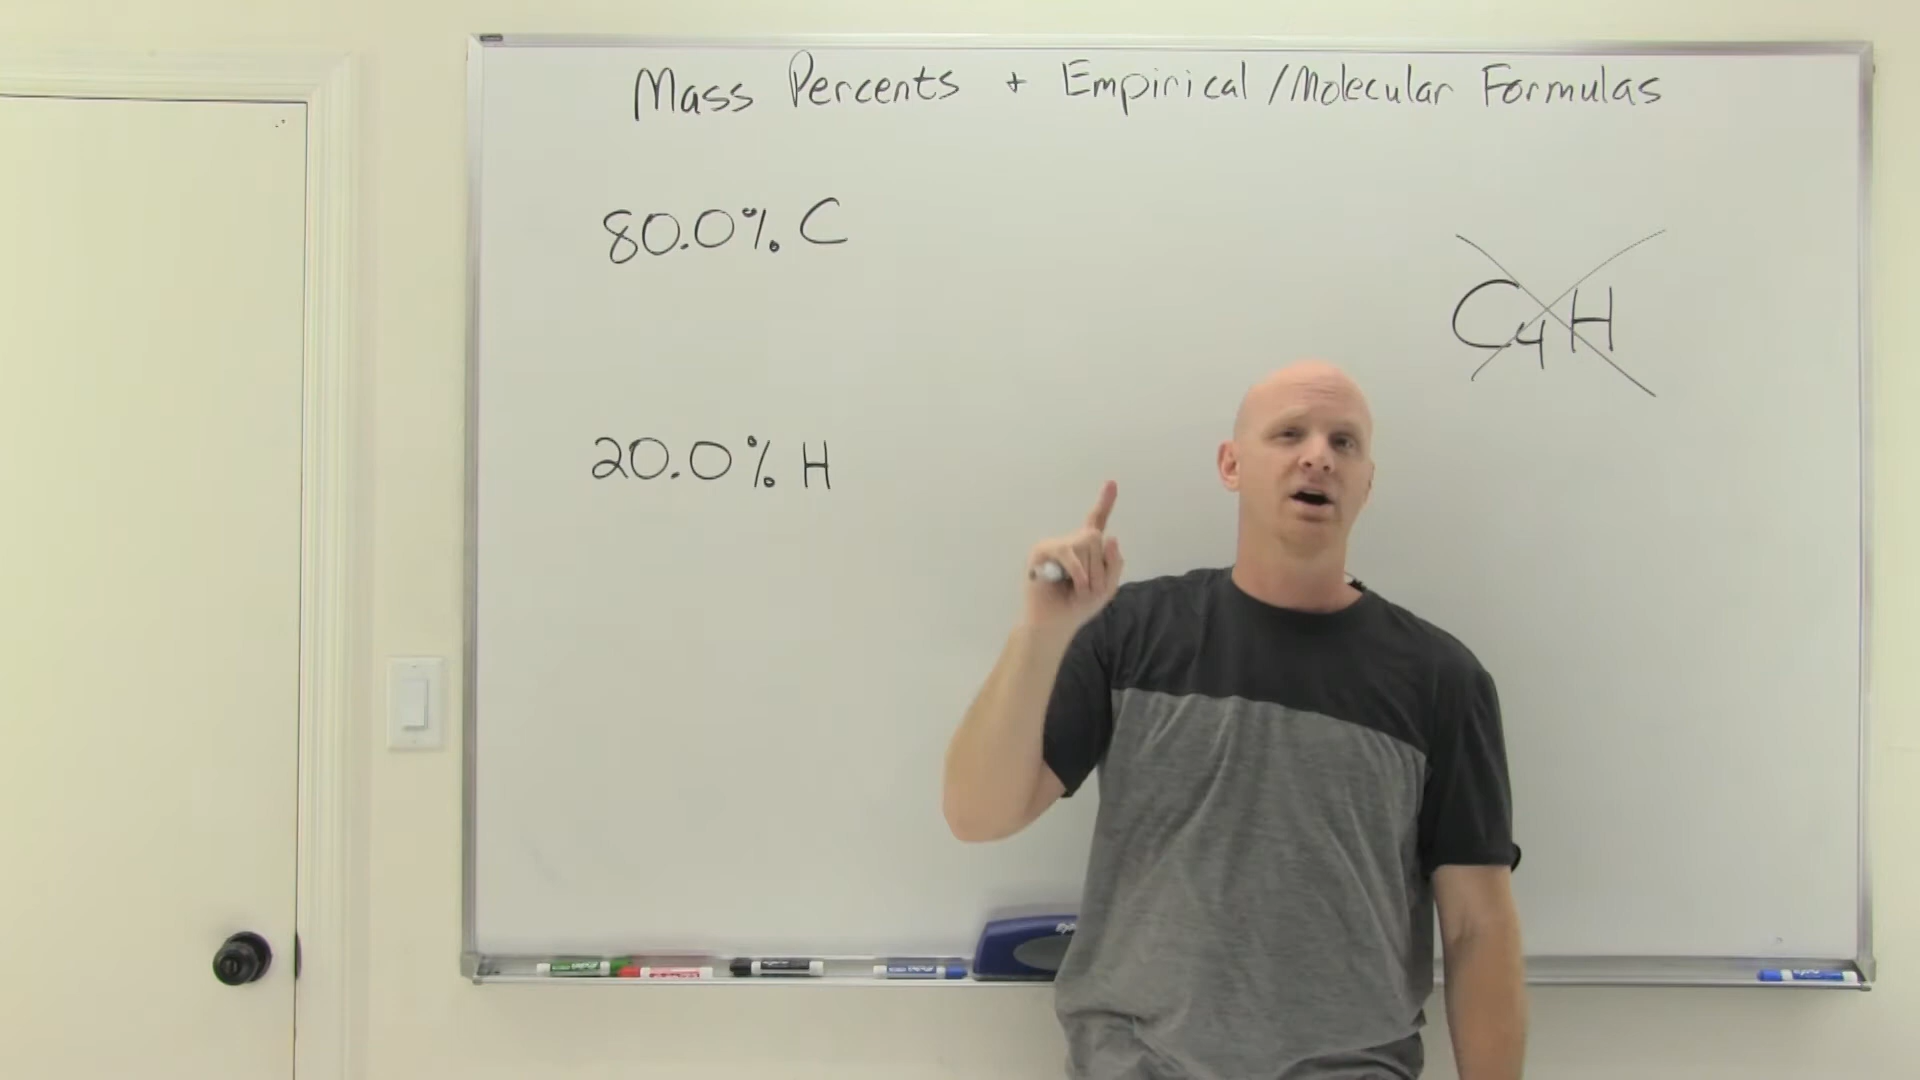 Mass Percents + Empirical/Molecular Formulas
80.0% C
C4H
20.0% H